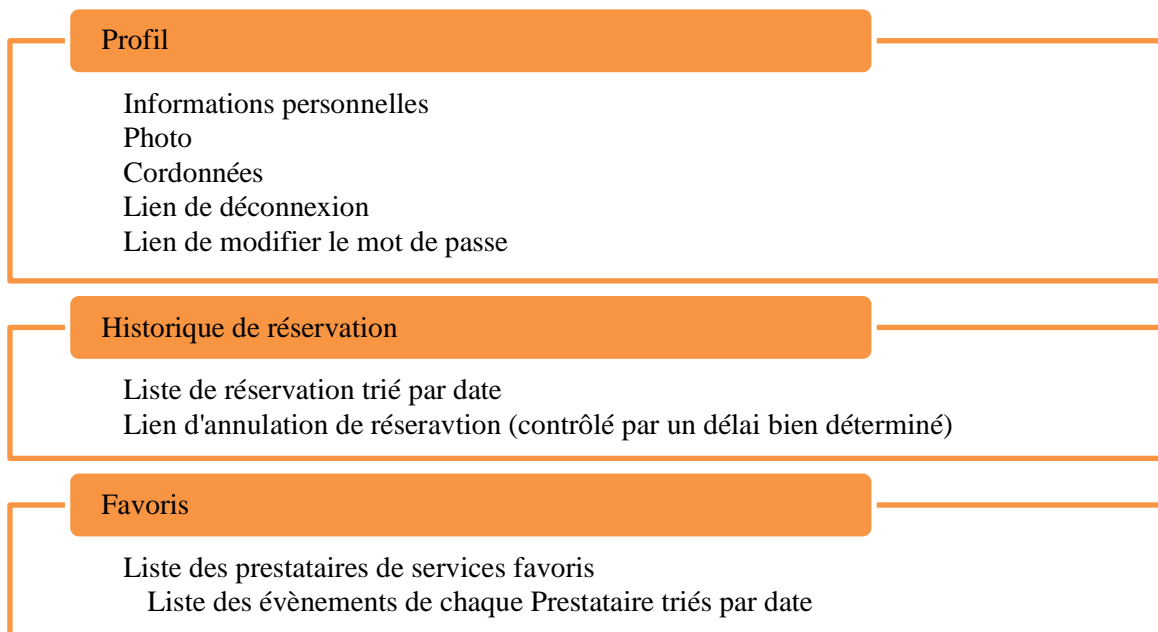 Profil
Informations personnelles
Photo
Cordonnées
Lien de déconnexion
Lien de modifier le mot de passe
Historique de réservation
Liste de réservation trié par date
Lien d'annulation de réseravtion (contrôlé par un délai bien déterminé)
Favoris
Liste des prestataires de services favoris
Liste des évènements de chaque Prestataire triés par date